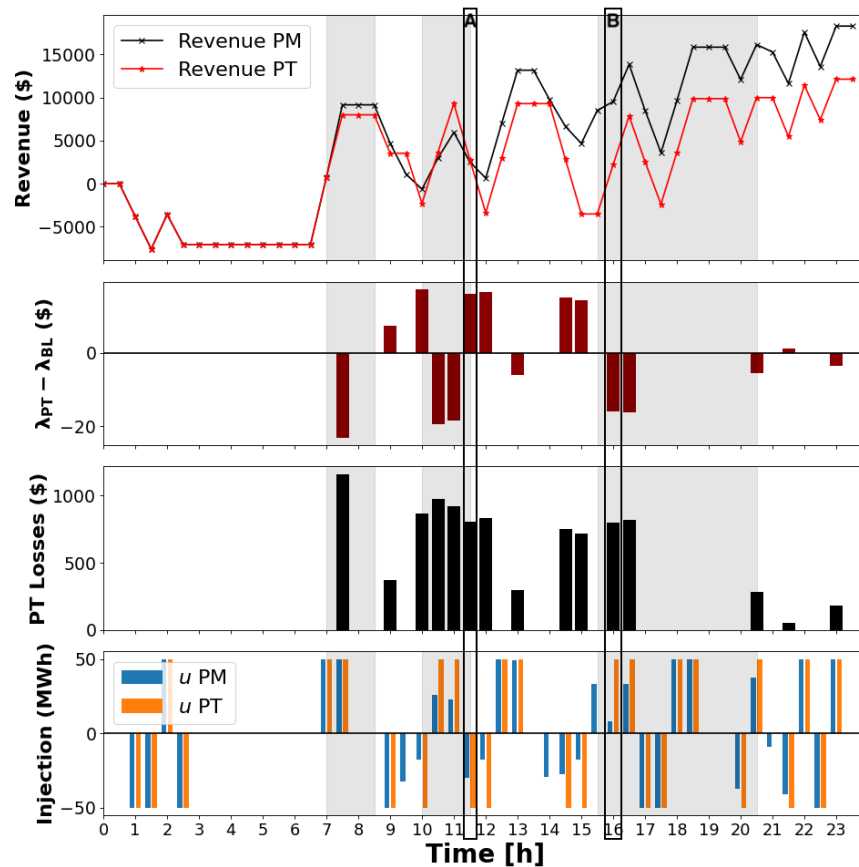 A
B
Revenue ($)
15000
10000
5000
0
−5000
Revenue PM
Revenue PT
λPT − λBL ($)
0
−20
PT Losses ($)
1000
500
0
Injection (MWh)
50
0
−50
u PM
u PT
0 1 2 3 4 5 6 7 8 9 10 11 12 13 14 15 16 17 18 19 20 21 22 23
Time [h]